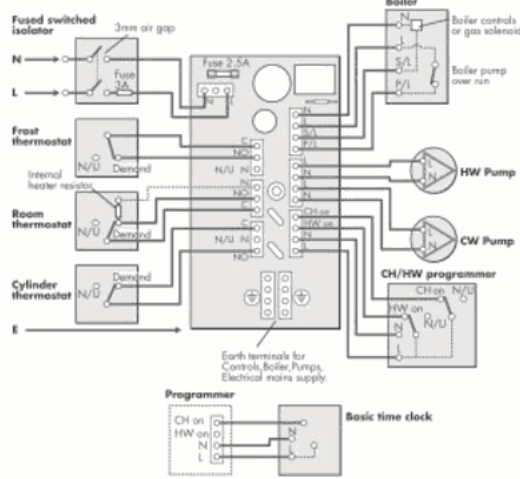 Fused switched
isolator
3mm air gap
N
L
Fuse
3A
Fuse 2.5A
N L
Boiler
N
L
S/L
P/L
Boiler controls
or gas solenoid
Boiler pump
over run
N
L
S/L
P/L
Frost
thermostat
N/U
Demand
C
NO
N/U N
Internal
heater resistor
Room
thermostat
N/U
Demand
N
NO
C
Cylinder
thermostat
N/U
Demand
C
N/U N
NO
L
N
L
N
L
N
HW Pump
L
N
CW Pump
CH on
HW on
N
L
CH/HW programmer
CH on
N/U
HW on
N/U
N
L
E
Earth terminals for
Controls, Boiler, Pumps,
Electrical mains supply.
Programmer
CH on
HW on
N
L
Basic time clock
N
L